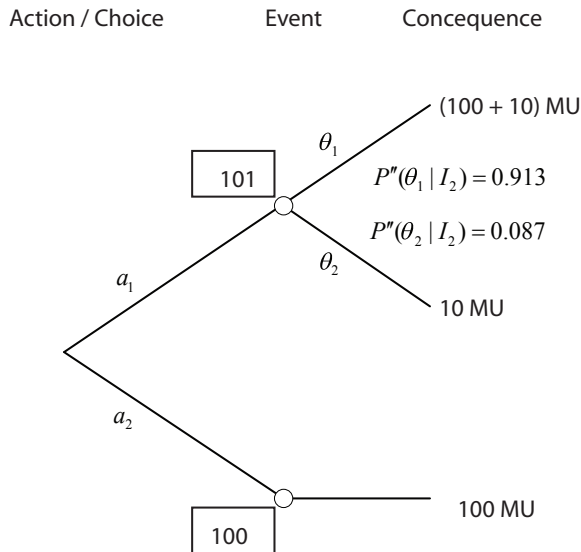 Action / Choice Event Concequence
(100 + 10) MU
θ₁
101
P″(θ₁ | I₂) = 0.913
P″(θ₂ | I₂) = 0.087
θ₂
a₁
10 MU
a₂
100 MU
100